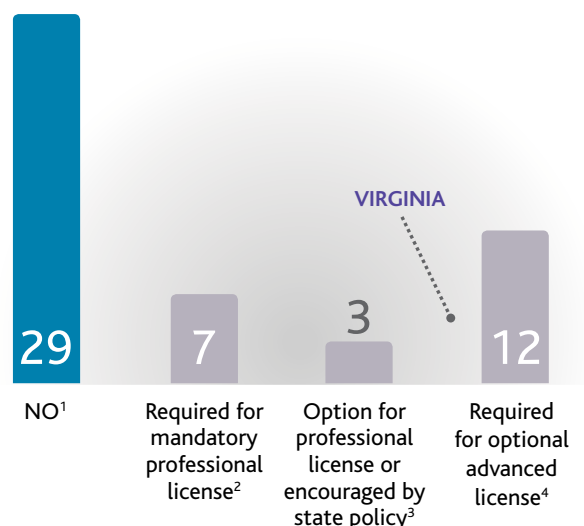 VIRGINIA
29
7
3
12
NO¹
Required for
mandatory
professional
license²
Option for
professional
license or
encouraged by
state policy³
Required
for optional
advanced
license⁴